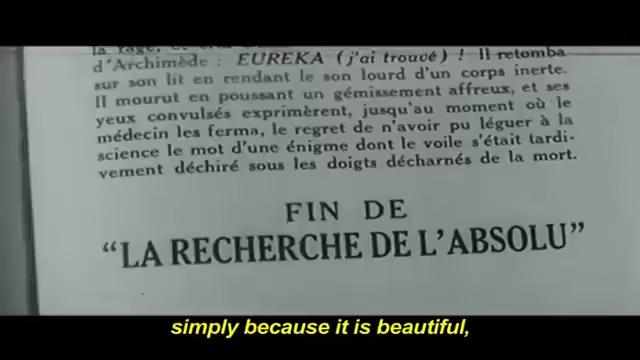 d'Archimède : EUREKA (j'ai trouvé) ! Il retomba
sur son lit en rendant le son lourd d'un corps inerte.
Il mourut en poussant un gémissement affreux, et ses
yeux convulsés exprimèrent, jusqu'au moment où le
médecin les ferma, le regret de n'avoir pu léguer à la
science le mot d'une énigme dont le voile s'était tardi-
vement déchiré sous les doigts décharnés de la mort.
FIN DE
“LA RECHERCHE DE L'ABSOLU”
simply because it is beautiful,